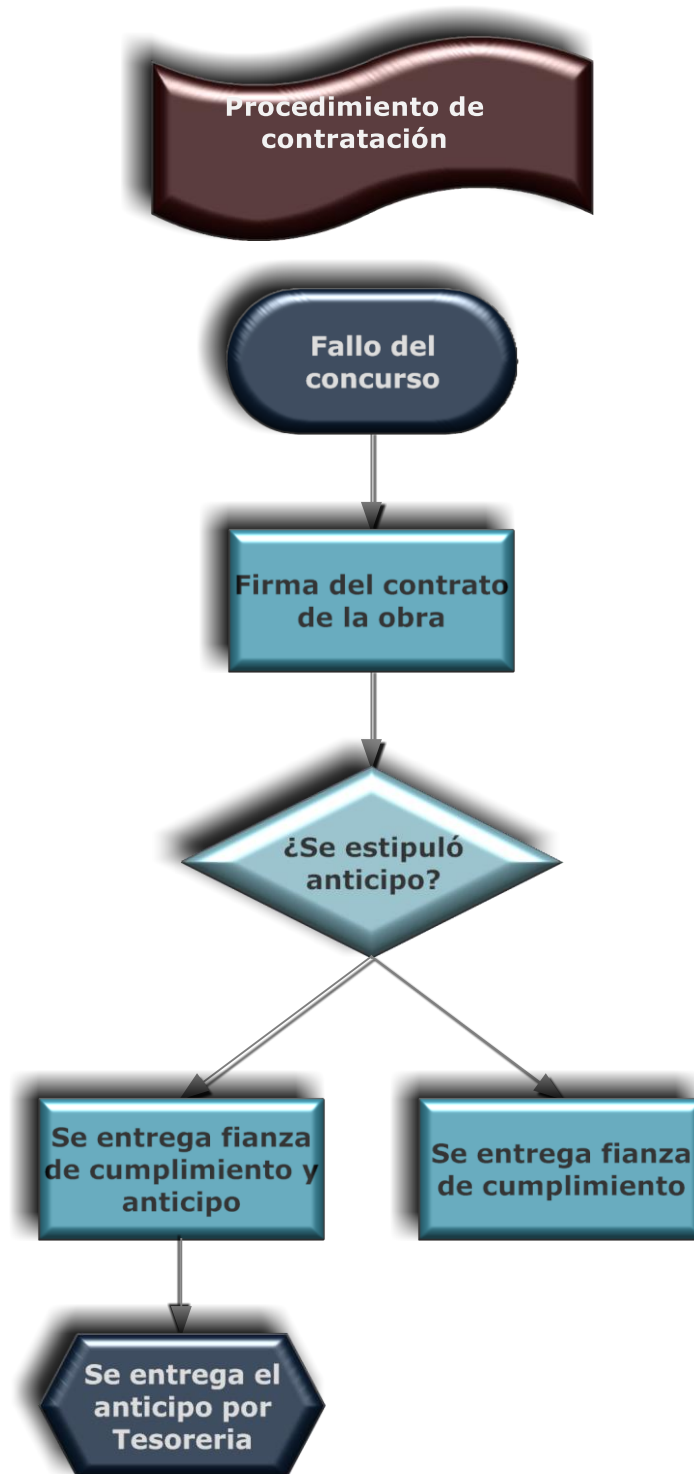 Procedimiento de
contratación
Fallo del
concurso
Firma del contrato
de la obra
¿Se estipuló
anticipo?
Se entrega fianza
de cumplimiento y
anticipo
Se entrega fianza
de cumplimiento
Se entrega el
anticipo por
Tesoreria